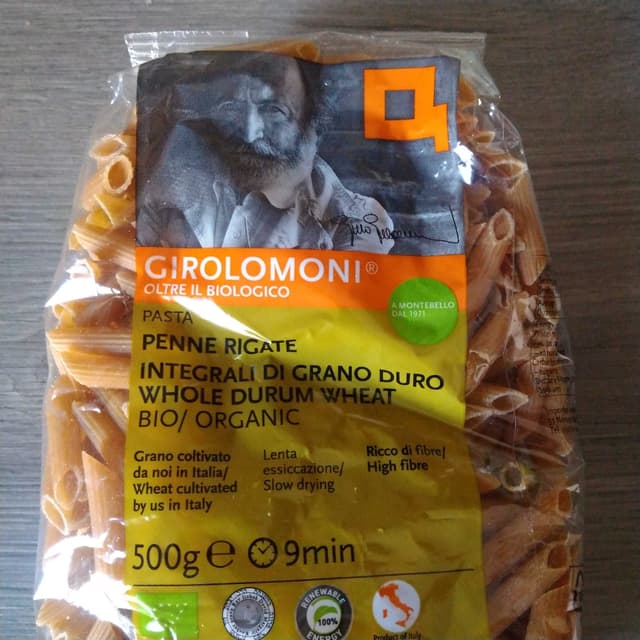 GIROLOMONI®
OLTRE IL BIOLOGICO
A MONTEBELLO
DAL 1971
PASTA
PENNE RIGATE
INTEGRALI DI GRANO DURO
WHOLE DURUM WHEAT
BIO/ ORGANIC
Grano coltivato
da noi in Italia/
Wheat cultivated
by us in Italy
Lenta
essiccazione/
Slow drying
Ricco di fibre/
High fibre
500g e 9min
RENEWABLE
100%
ENERGY
Product of Italy